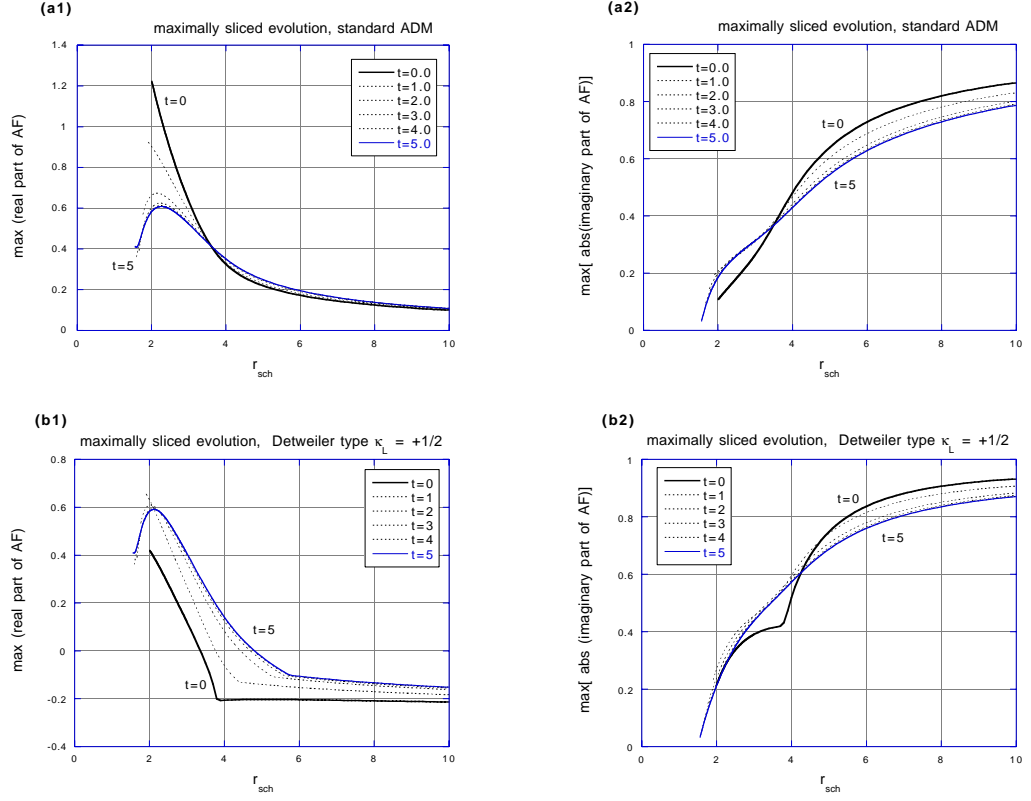 (a1)
maximally sliced evolution, standard ADM
max (real part of AF)
1.4
1.2
1
0.8
0.6
0.4
0.2
0
0
2
4
6
8
10
r_sch
t=0
t=5
t=0.0
t=1.0
t=2.0
t=3.0
t=4.0
t=5.0
(a2)
maximally sliced evolution, standard ADM
max[ abs(imaginary part of AF)]
1
0.8
0.6
0.4
0.2
0
0
2
4
6
8
10
r_sch
t=0
t=5
t=0.0
t=1.0
t=2.0
t=3.0
t=4.0
t=5.0
(b1)
maximally sliced evolution, Detweiler type κ_L = +1/2
max (real part of AF)
0.8
0.6
0.4
0.2
0
-0.2
-0.4
0
2
4
6
8
10
r_sch
t=0
t=5
t=0
t=1
t=2
t=3
t=4
t=5
(b2)
maximally sliced evolution, Detweiler type κ_L = +1/2
max[ abs (imaginary part of AF)]
1
0.8
0.6
0.4
0.2
0
0
2
4
6
8
10
r_sch
t=0
t=5
t=0
t=1
t=2
t=3
t=4
t=5